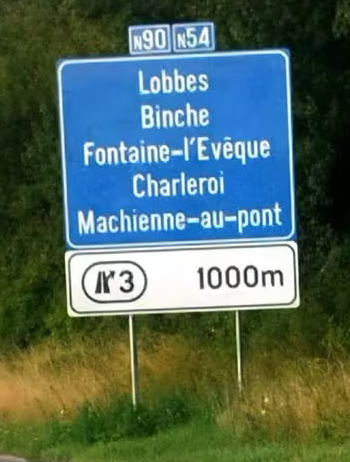 N90 N54
Lobbes
Binche
Fontaine-l'Evêque
Charleroi
Machienne-au-pont
3 1000m